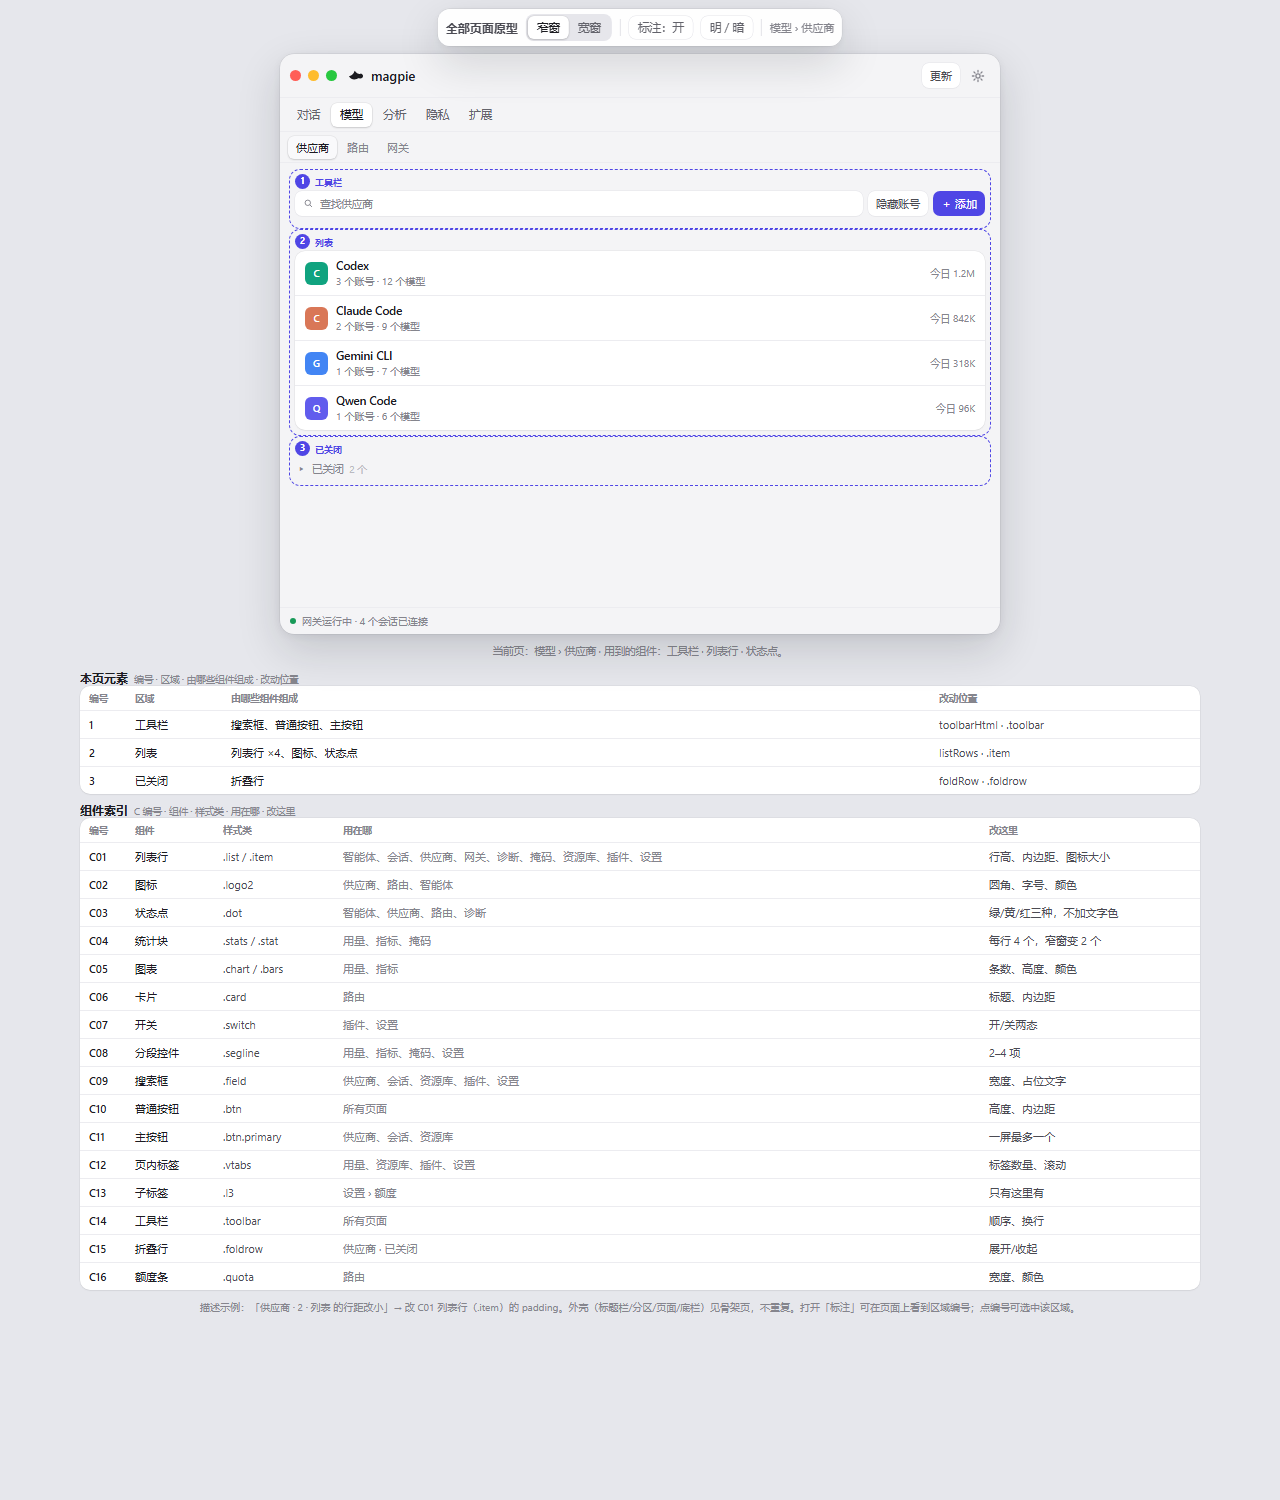 全部页面原型 窄窗 宽窗 标注：开 明 / 暗 模型 › 供应商
magpie 更新
对话 模型 分析 隐私 扩展
供应商 路由 网关
1 工具栏
查找供应商 隐藏账号 + 添加
2 列表
C Codex
3 个账号 · 12 个模型 今日 1.2M
C Claude Code
2 个账号 · 9 个模型 今日 842K
G Gemini CLI
1 个账号 · 7 个模型 今日 318K
Q Qwen Code
1 个账号 · 6 个模型 今日 96K
3 已关闭
已关闭 2 个
网关运行中 · 4 个会话已连接
当前页：模型 › 供应商 · 用到的组件：工具栏 · 列表行 · 状态点。
本页元素 编号 · 区域 · 由哪些组件组成 · 改动位置
编号 区域 由哪些组件组成 改动位置
1 工具栏 搜索框、普通按钮、主按钮 toolbarHtml · .toolbar
2 列表 列表行 ×4、图标、状态点 listRows · .item
3 已关闭 折叠行 foldRow · .foldrow
组件索引 C 编号 · 组件 · 样式类 · 用在哪 · 改这里
编号 组件 样式类 用在哪 改这里
C01 列表行 .list / .item 智能体、会话、供应商、网关、诊断、掩码、资源库、插件、设置 行高、内边距、图标大小
C02 图标 .logo2 供应商、路由、智能体 圆角、字号、颜色
C03 状态点 .dot 智能体、供应商、路由、诊断 绿/黄/红三种，不加文字色
C04 统计块 .stats / .stat 用量、指标、掩码 每行 4 个，窄窗变 2 个
C05 图表 .chart / .bars 用量、指标 条数、高度、颜色
C06 卡片 .card 路由 标题、内边距
C07 开关 .switch 插件、设置 开/关两态
C08 分段控件 .segline 用量、指标、掩码、设置 2–4 项
C09 搜索框 .field 供应商、会话、资源库、插件、设置 宽度、占位文字
C10 普通按钮 .btn 所有页面 高度、内边距
C11 主按钮 .btn.primary 供应商、会话、资源库 一屏最多一个
C12 页内标签 .vtabs 用量、资源库、插件、设置 标签数量、滚动
C13 子标签 .l3 设置 › 额度 只有这里有
C14 工具栏 .toolbar 所有页面 顺序、换行
C15 折叠行 .foldrow 供应商 · 已关闭 展开/收起
C16 额度条 .quota 路由 宽度、颜色
描述示例：「供应商 · 2 · 列表 的行距改小」→ 改 C01 列表行（.item）的 padding。外壳（标题栏/分区/页面/底栏）见骨架页，不重复。打开「标注」可在页面上看到区域编号；点编号可选中该区域。